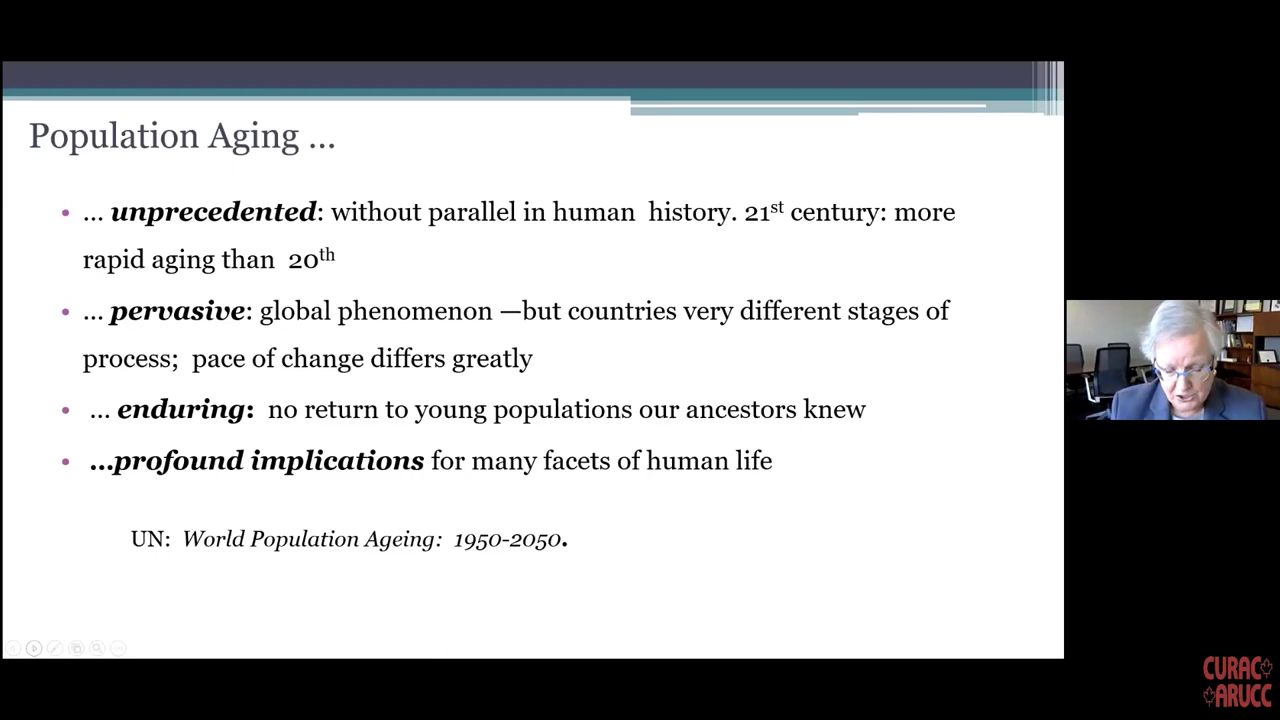 Population Aging ...
• ... unprecedented: without parallel in human history. 21st century: more
rapid aging than 20th
• ... pervasive: global phenomenon —but countries very different stages of
process; pace of change differs greatly
• ... enduring: no return to young populations our ancestors knew
• ...profound implications for many facets of human life
UN: World Population Ageing: 1950-2050.
CURAC
ARUCC